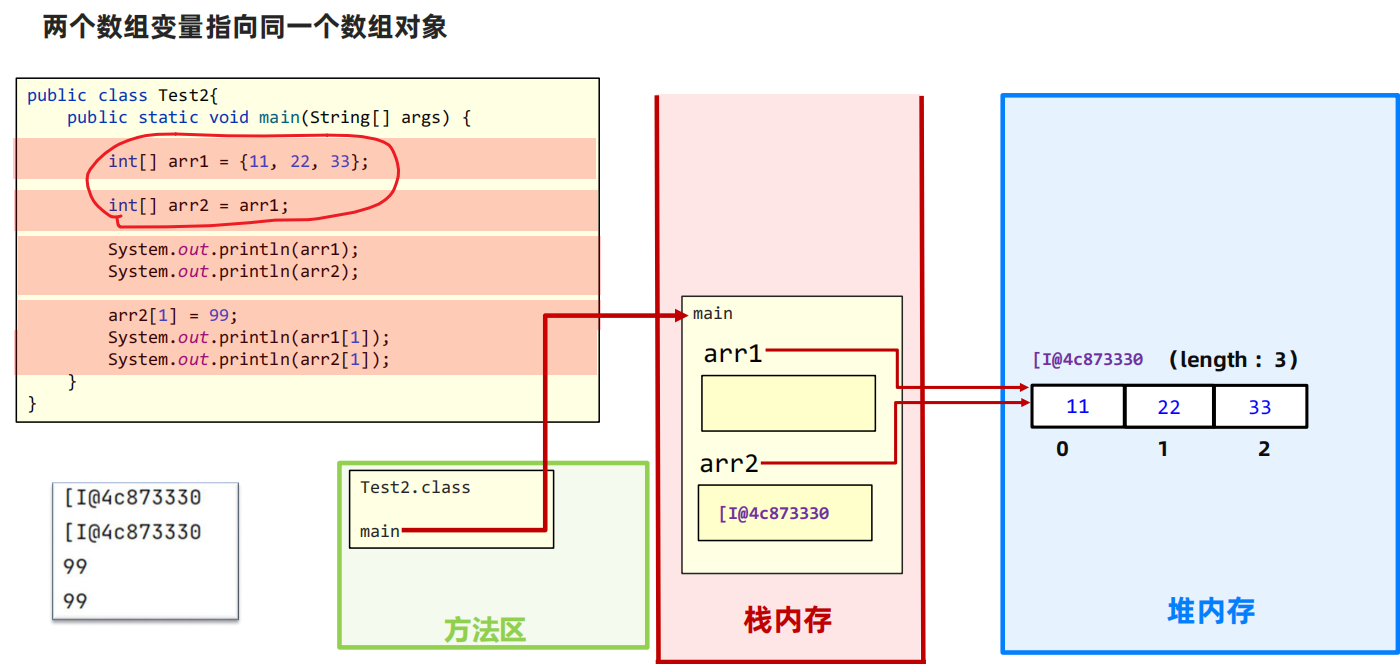 两个数组变量指向同一个数组对象
public class Test2{
public static void main(String[] args) {
int[] arr1 = {11, 22, 33};
int[] arr2 = arr1;
System.out.println(arr1);
System.out.println(arr2);
arr2[1] = 99;
System.out.println(arr1[1]);
System.out.println(arr2[1]);
}
}
[I@4c873330
[I@4c873330
99
99
Test2.class
main
方法区
main
arr1
arr2
[I@4c873330
栈内存
[I@4c873330 (length : 3)
11 22 33
0 1 2
堆内存